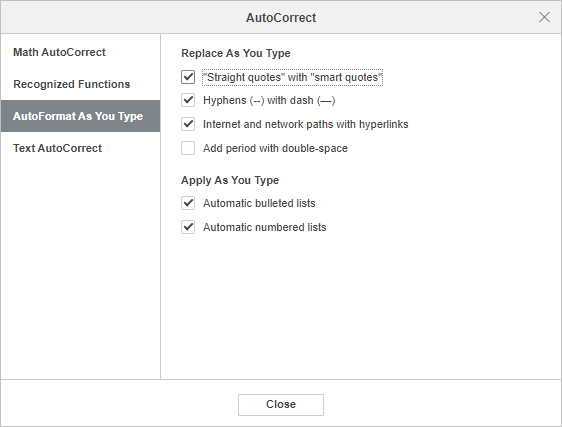 AutoCorrect
Math AutoCorrect
Recognized Functions
AutoFormat As You Type
Text AutoCorrect
Replace As You Type
"Straight quotes" with "smart quotes"
Hyphens (--) with dash (—)
Internet and network paths with hyperlinks
Add period with double-space
Apply As You Type
Automatic bulleted lists
Automatic numbered lists
Close